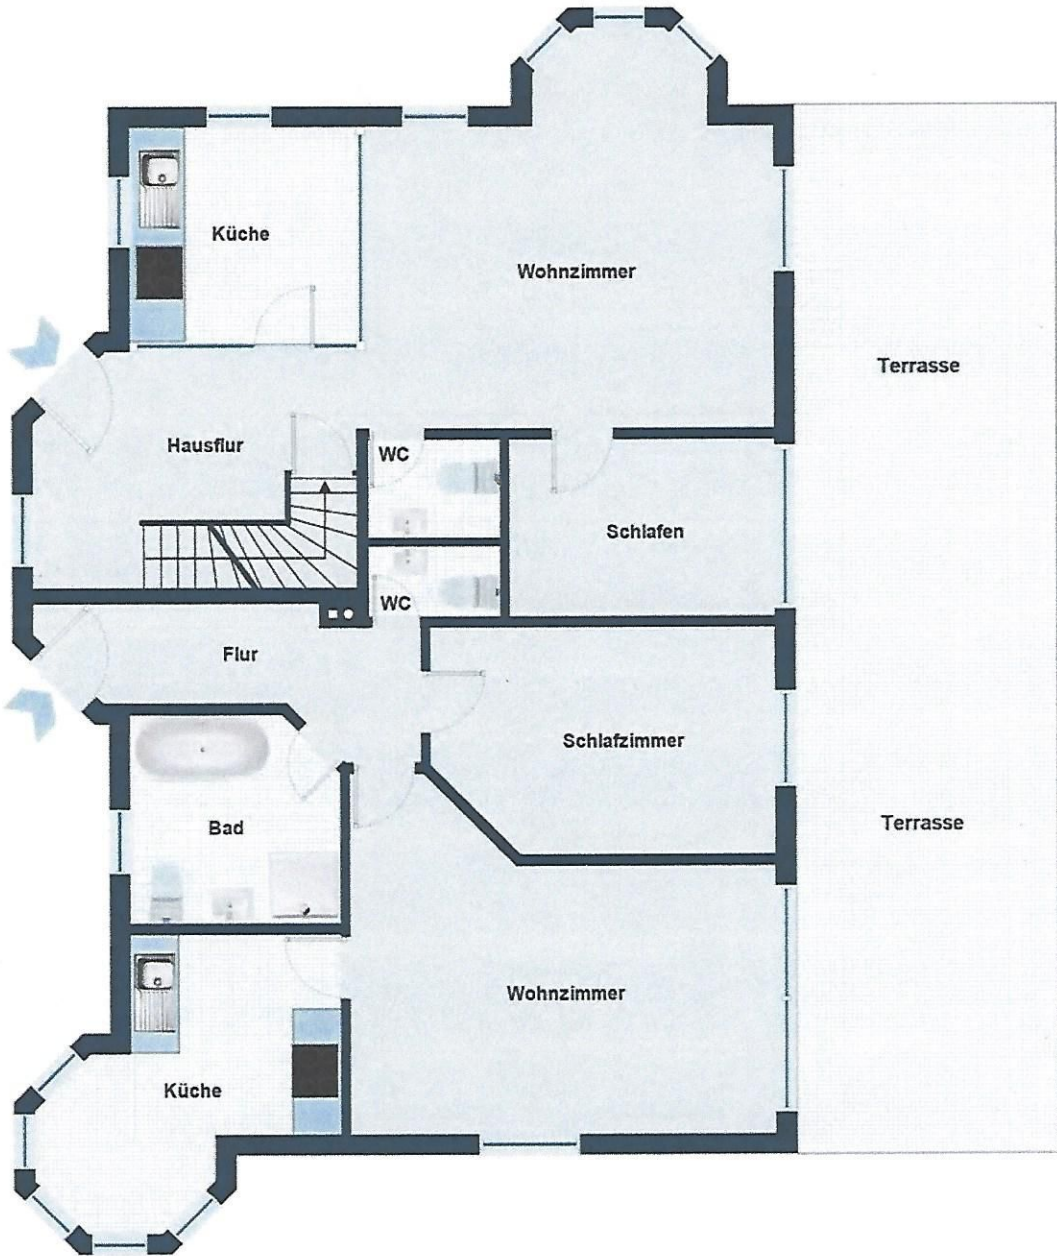 Küche
Wohnzimmer
Terrasse
Hausflur
WC
Schlafen
WC
Flur
Schlafzimmer
Terrasse
Bad
Wohnzimmer
Küche